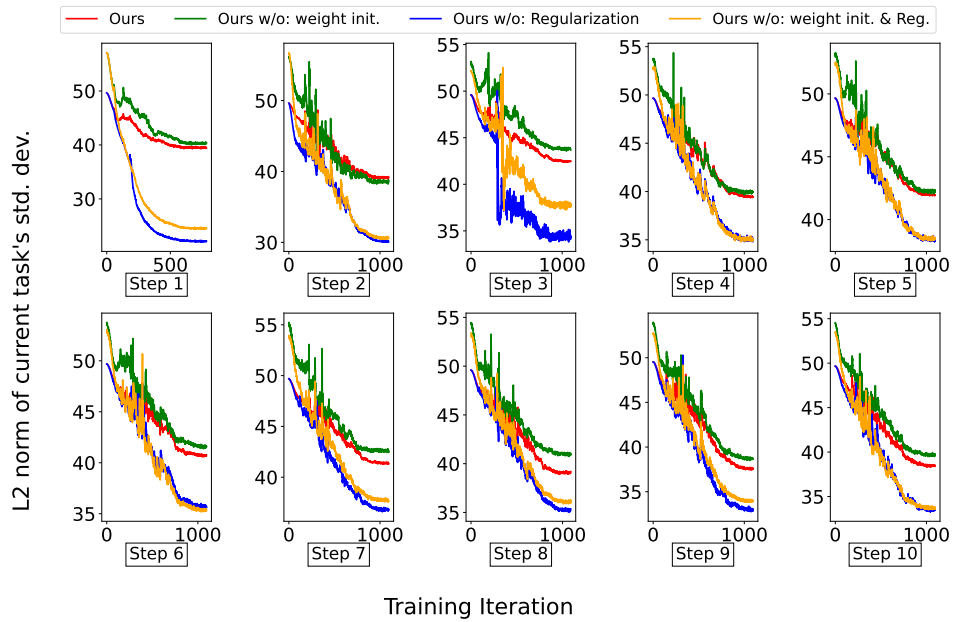 Ours   Ours w/o: weight init.   Ours w/o: Regularization   Ours w/o: weight init. & Reg.
L2 norm of current task's std. dev.
50 40 30
0 500
Step 1
50 40 30
0 1000
Step 2
55 50 45 40 35
0 1000
Step 3
55 50 45 40 35
0 1000
Step 4
50 45 40
0 1000
Step 5
50 45 40 35
0 1000
Step 6
55 50 45 40
0 1000
Step 7
55 50 45 40 35
0 1000
Step 8
50 45 40 35
0 1000
Step 9
55 50 45 40 35
0 1000
Step 10
Training Iteration